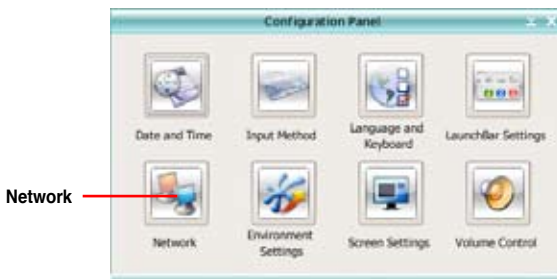 Configuration Panel
Date and Time
Input Method
Language and
Keyboard
LaunchBar Settings
Network
Network
Environment
Settings
Screen Settings
Volume Control